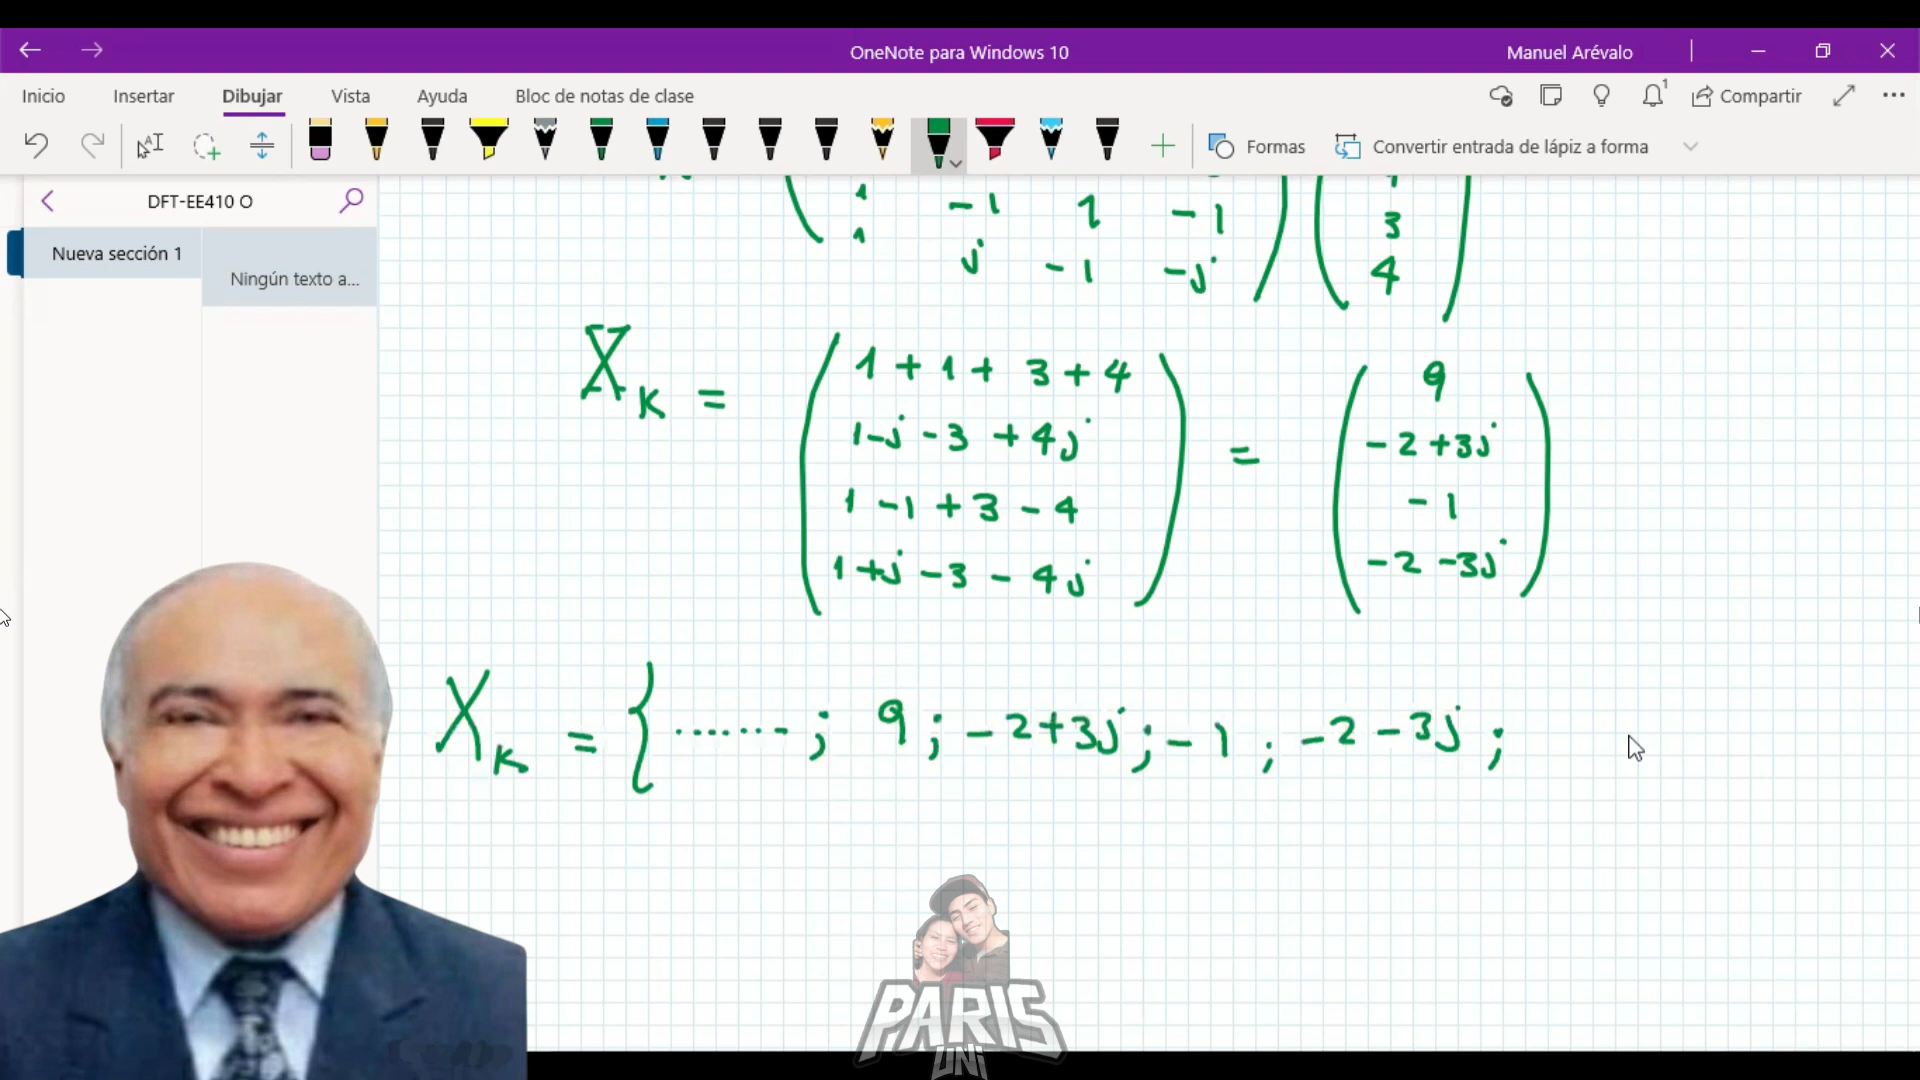 OneNote para Windows 10
Manuel Arévalo
Inicio Insertar Dibujar Vista Ayuda Bloc de notas de clase
1 Compartir
Formas Convertir entrada de lápiz a forma
DFT-EE410 O
Nueva sección 1
Ningún texto a...
1 -1 1 -1 3
1 j -1 -j 4
X_K = ( 1 + 1 + 3 + 4 ) = ( 9 )
1 - j - 3 + 4j -2 + 3j
1 - 1 + 3 - 4 -1
1 + j - 3 - 4j -2 - 3j
X_K = { ....... ; 9 ; -2 + 3j ; -1 ; -2 - 3j ;
PARIS
UNI